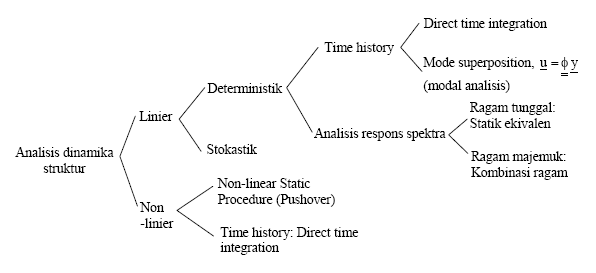 Direct time integration
Time history
Mode superposition, u = ϕ y
(modal analisis)
Deterministik
Ragam tunggal:
Statik ekivalen
Linier
Analisis respons spektra
Analisis dinamika
struktur
Stokastik
Ragam majemuk:
Kombinasi ragam
Non-linear Static
Procedure (Pushover)
Non
-linier
Time history: Direct time
integration